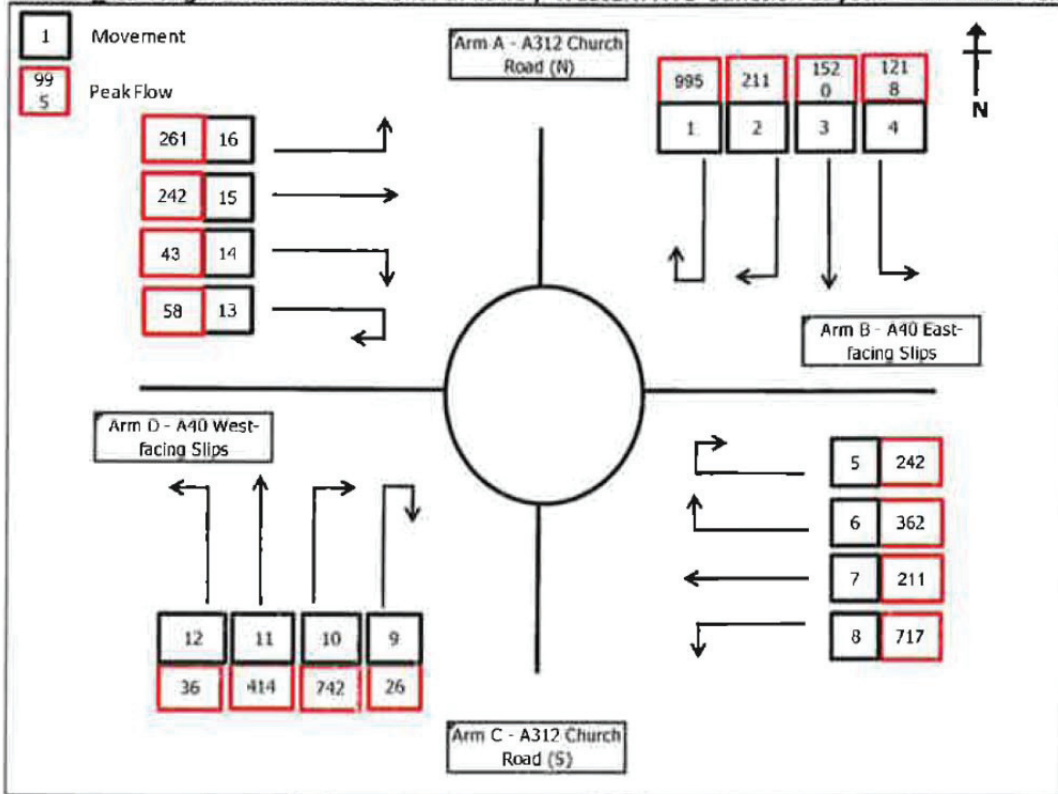 1 Movement
99
5
Peak Flow
Arm A - A312 Church
Road (N)
995 211 152
0 121
8
1 2 3 4
N
261 16
242 15
43 14
58 13
Arm B - A40 East-
facing Slips
Arm D - A40 West-
facing Slips
5 242
6 362
7 211
8 717
12 11 10 9
36 414 742 26
Arm C - A312 Church
Road (S)